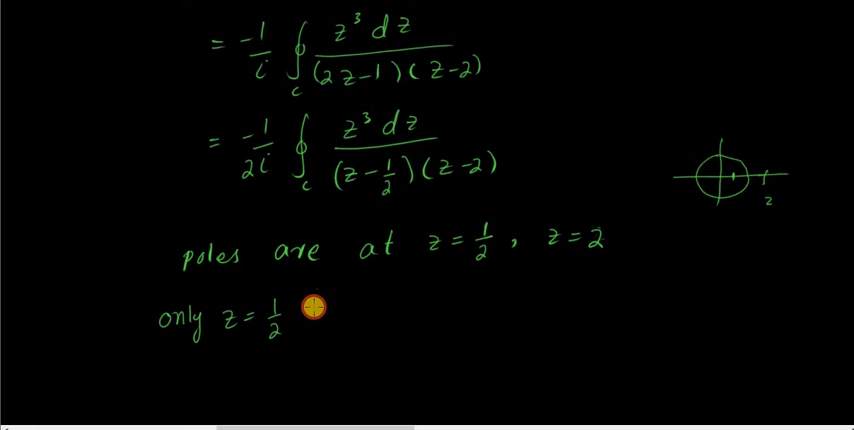 = -1/i ∮_c z³ dz / (2z-1)(z-2)
= -1/2i ∮_c z³ dz / (z-1/2)(z-2)
2
poles are at z = 1/2 , z = 2
only z = 1/2